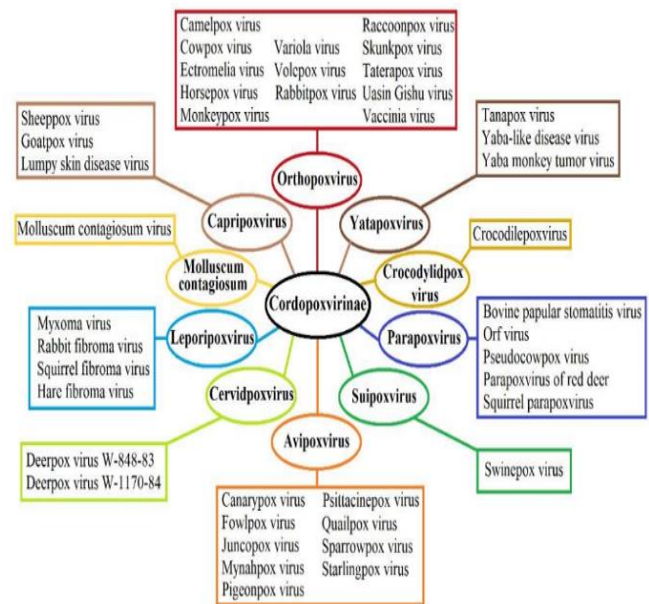 Camelpox virus
Cowpox virus
Ectromelia virus
Horsepox virus
Monkeypox virus
Variola virus
Volepox virus
Rabbitpox virus
Raccoonpox virus
Skunkpox virus
Taterapox virus
Uasin Gishu virus
Vaccinia virus
Sheeppox virus
Goatpox virus
Lumpy skin disease virus
Tanapox virus
Yaba-like disease virus
Yaba monkey tumor virus
Orthopoxvirus
Capripoxvirus
Yatapoxvirus
Molluscum contagiosum virus
Crocodilepoxvirus
Molluscum
contagiosum
Crocodylidpox
virus
Cordopoxvirinae
Myxoma virus
Rabbit fibroma virus
Squirrel fibroma virus
Hare fibroma virus
Leporipoxvirus
Parapoxvirus
Bovine papular stomatitis virus
Orf virus
Pseudocowpox virus
Parapoxvirus of red deer
Squirrel parapoxvirus
Cervidpoxvirus
Suipoxvirus
Avipoxvirus
Deerpox virus W-848-83
Deerpox virus W-1170-84
Swinepox virus
Canarypox virus
Fowlpox virus
Juncopox virus
Mynahpox virus
Pigeonpox virus
Psittacinepox virus
Quailpox virus
Sparrowpox virus
Starlingpox virus